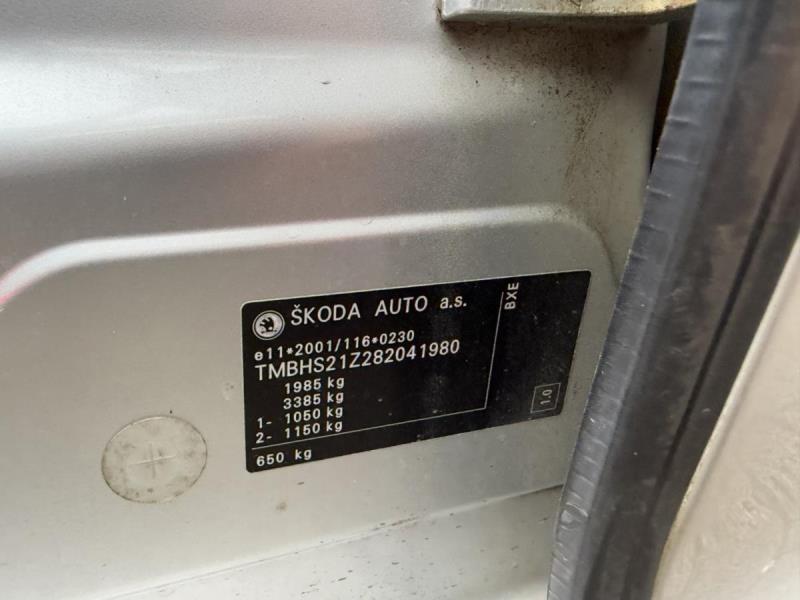 ŠKODA AUTO a.s.
BXE
e11*2001/116*0230
TMBHS21Z282041980
1985 kg
3385 kg
1- 1050 kg
2- 1150 kg
650 kg
1.0